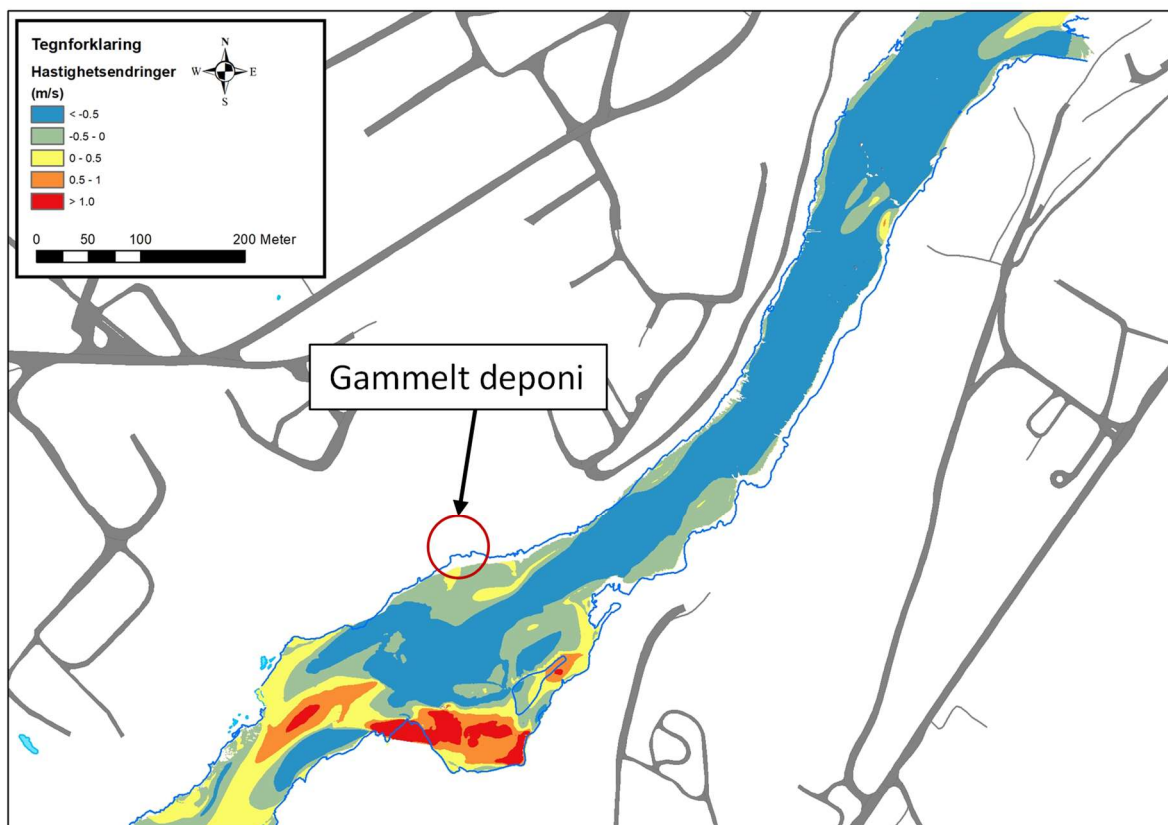 Tegnforklaring
Hastighetsendringer
(m/s)
N
W E
S
< -0.5
-0.5 - 0
0 - 0.5
0.5 - 1
> 1.0
0 50 100 200 Meter
Gammelt deponi